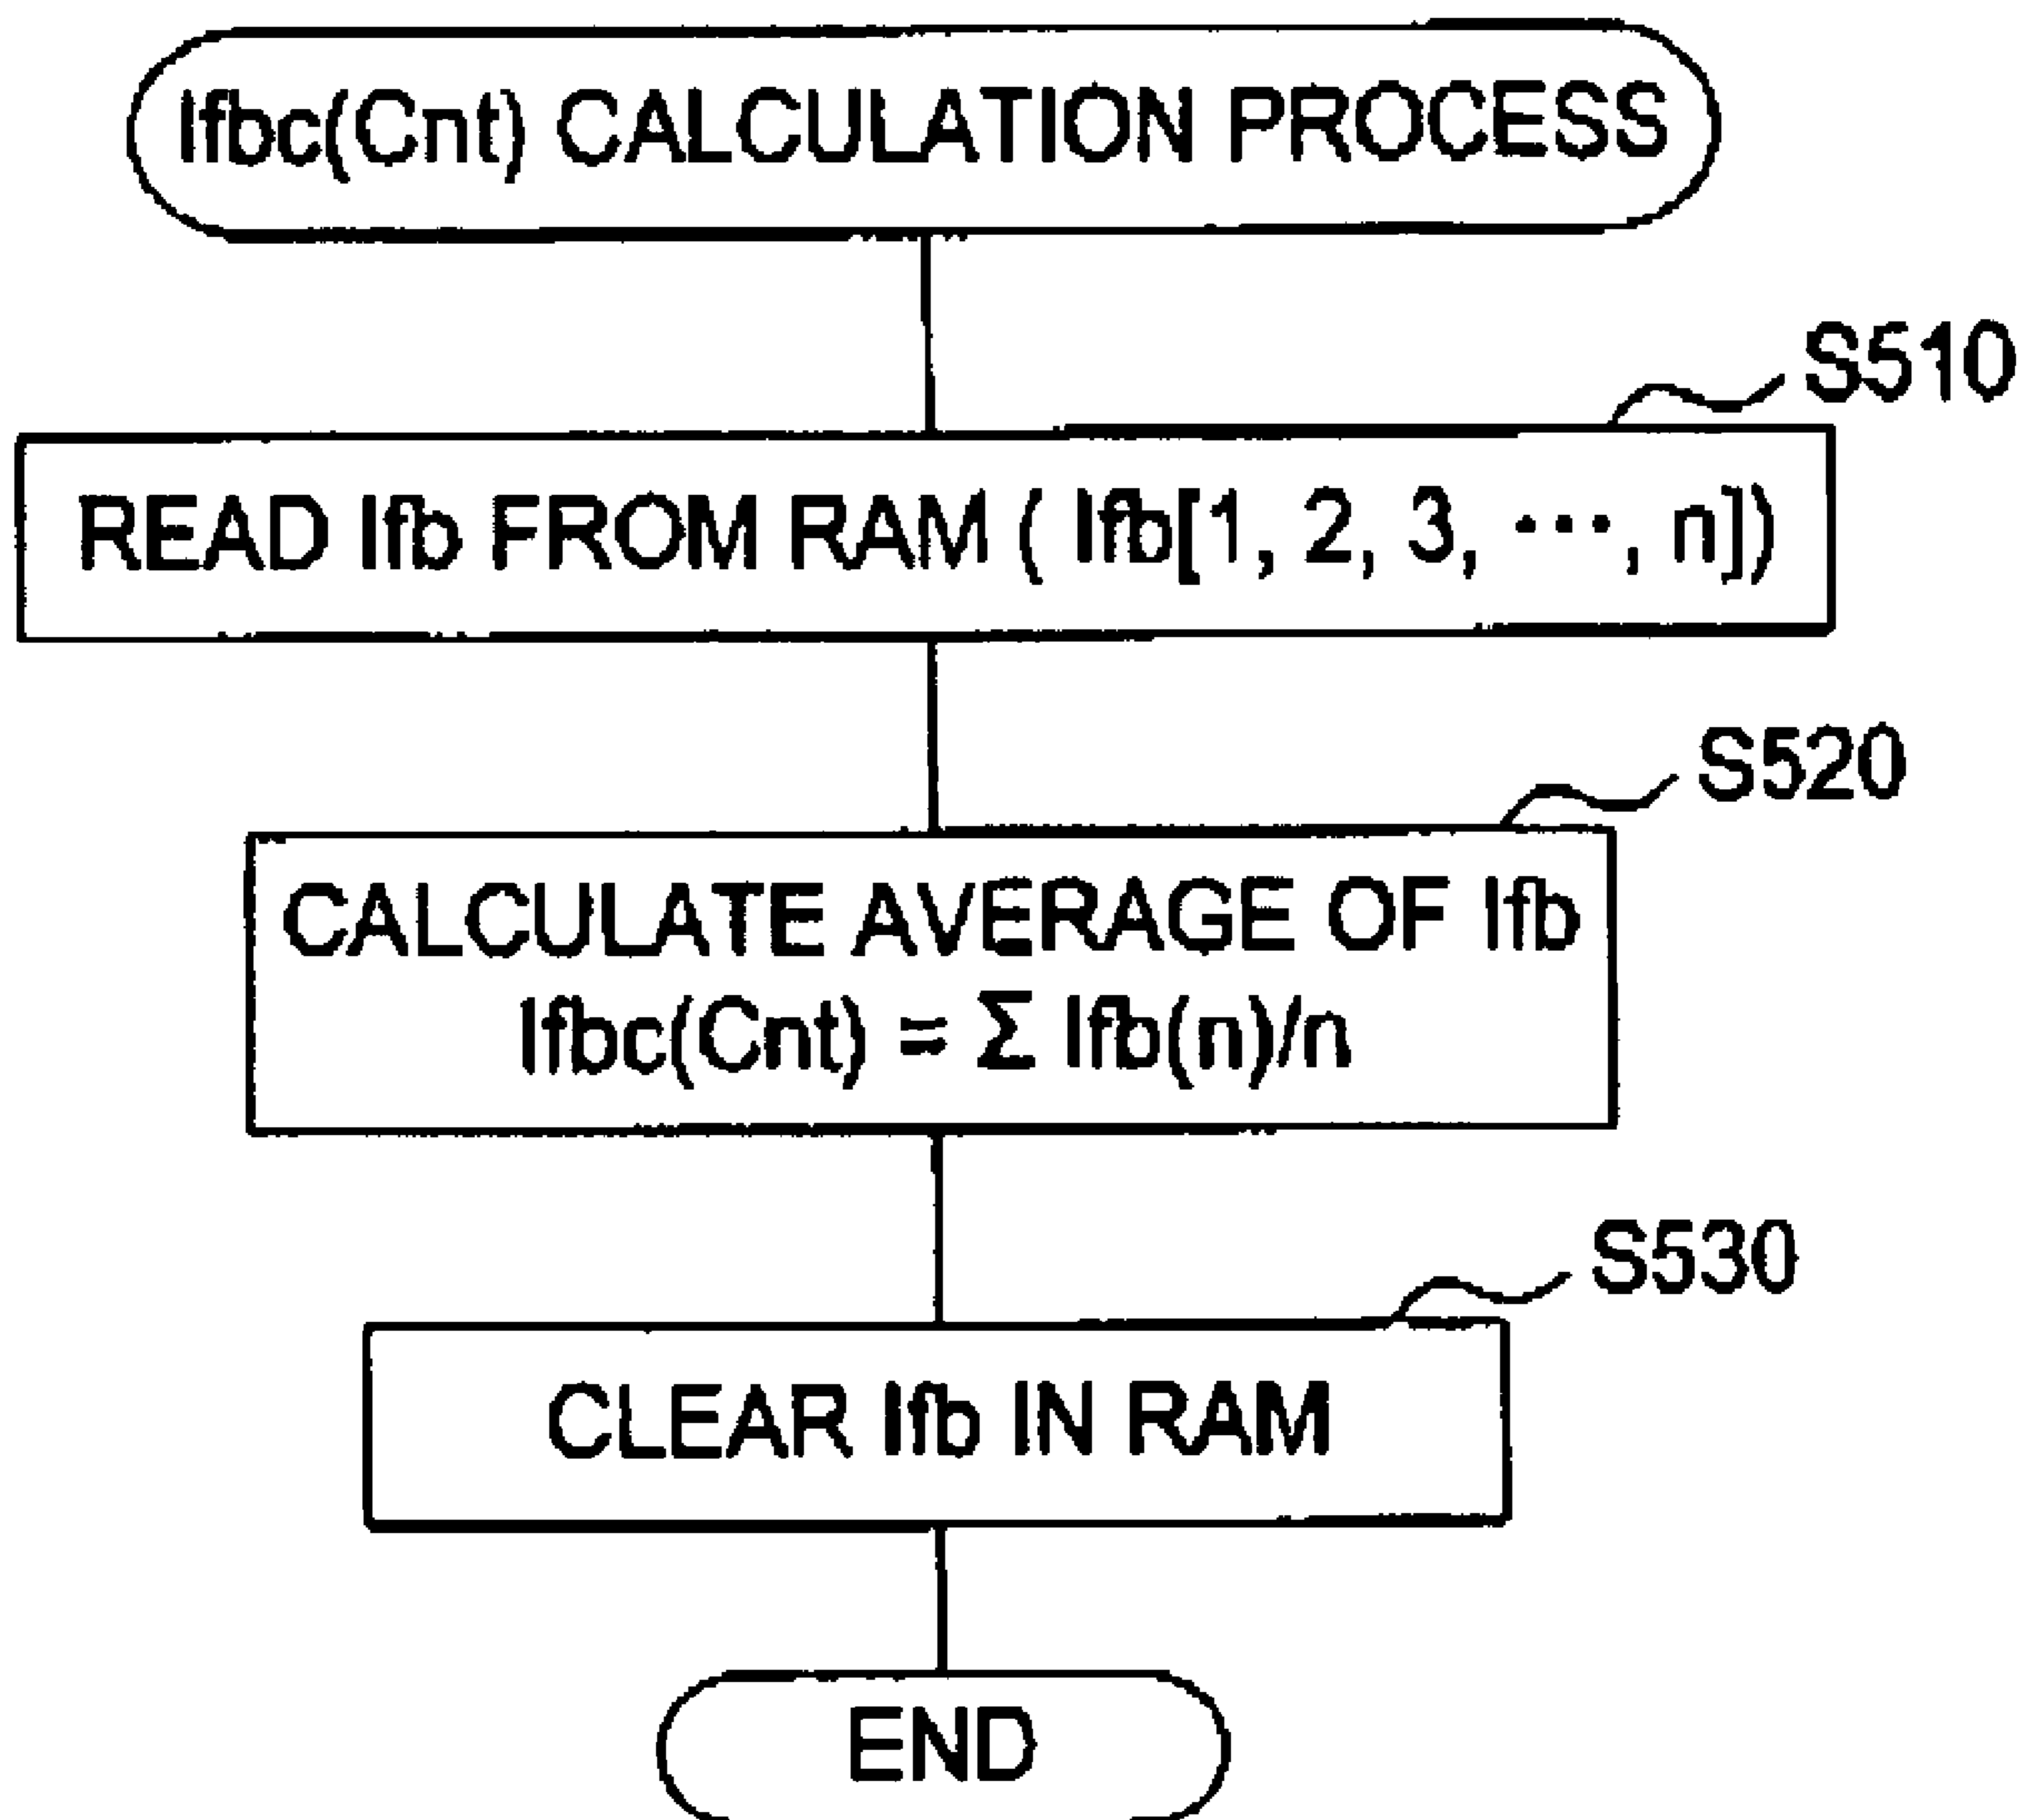 Ifbc(Cnt) CALCULATION PROCESS
S510
READ Ifb FROM RAM ( Ifb[1, 2, 3, ⋯, n])
S520
CALCULATE AVERAGE OF Ifb
Ifbc(Cnt) = Σ Ifb(n)/n
S530
CLEAR Ifb IN RAM
END